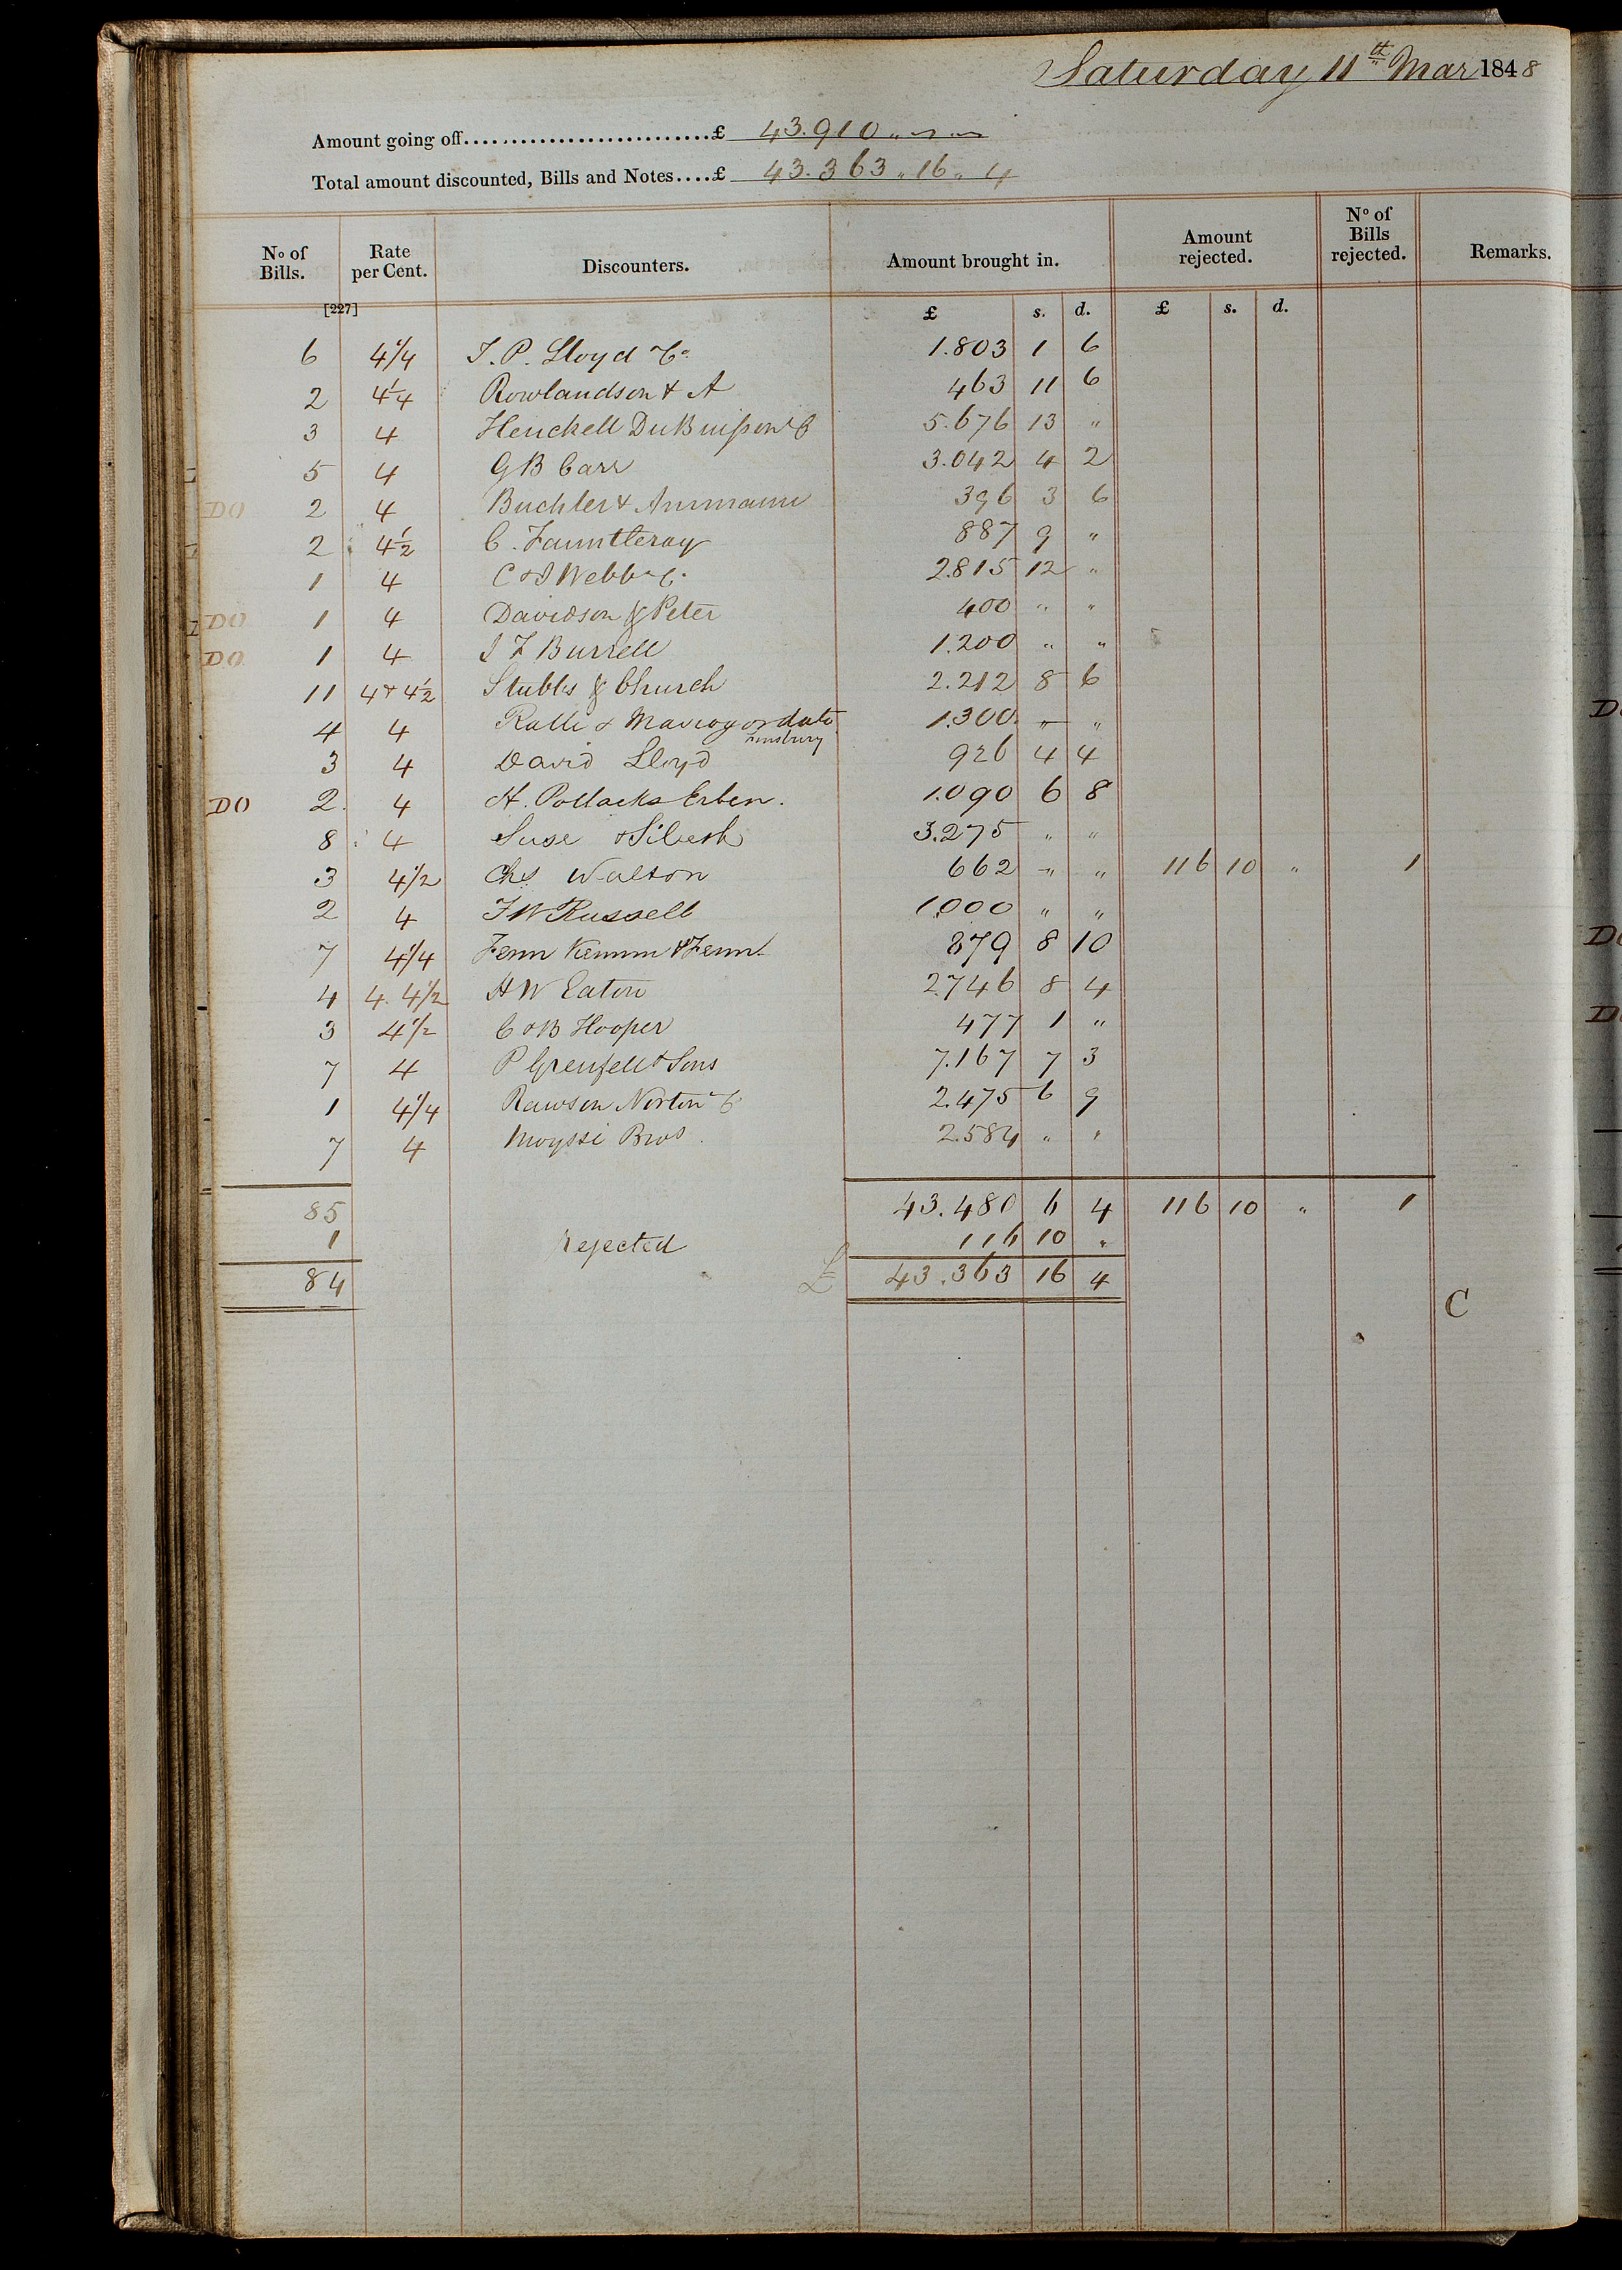 Saturday 11th Mar 1848
Amount going off..........................£ 43.910 " ~ " ~
Total amount discounted, Bills and Notes....£ 43.363 " 16 " 4
No of Bills. Rate per Cent. Discounters. Amount brought in. Amount rejected. No of Bills rejected. Remarks.
[227] £ s. d. £ s. d.
6 4 1/4 J. P. Lloyd & Co 1.803 1 6
2 4 1/4 Rowlandson & A 463 11 6
3 4 Henckell DuBuisson & C 5.676 13 "
5 4 G B Carr 3.042 4 2
DO 2 4 Buchler & Ammann 396 3 6
2 4 1/2 C. Fauntleroy 887 9 "
1 4 C & J Webb & C. 2.815 12 "
DO 1 4 Davidson & Peter 400 " "
DO 1 4 J F Burrell 1.200 " "
11 4 & 4 1/2 Stubbs & Church 2.212 8 6
4 4 Ralli & Mavrogordato 1.300 " "
3 4 David Lloyd 926 4 4
DO 2 4 H. Pollacks Erben. 1.090 6 8
8 4 Suse & Sibeth 3.275 " "
3 4 1/2 Chs Walton 662 " " 116 10 " 1
2 4 J W Russell 1.000 " "
7 4 1/4 Fenn Kemm & Fenn 879 8 10
4 4. 4 1/2 H W Eaton 2.746 8 4
3 4 1/2 C & B Hooper 477 1 "
7 4 P Grenfell & Sons 7.167 7 3
1 4 1/4 Rawson Norton & C 2.475 6 9
7 4 Moyssi Bros. 2.584 " "
85 43.480 6 4 116 10 " 1
1 rejected 116 10 "
84 £ 43.363 16 4
C